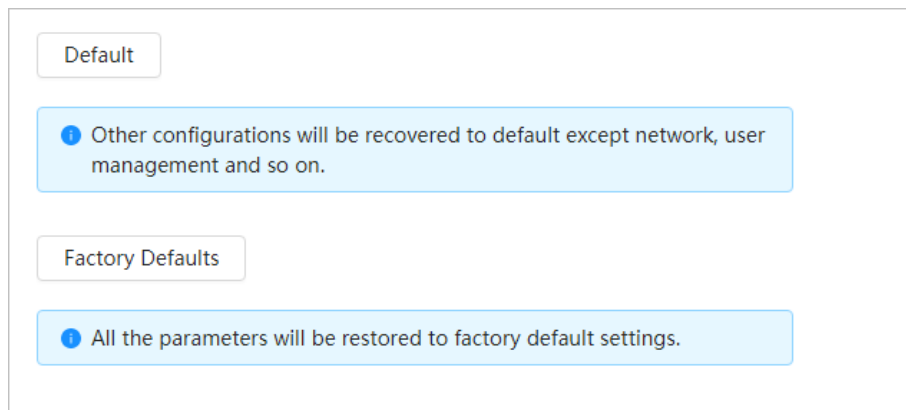 Default
Other configurations will be recovered to default except network, user
management and so on.
Factory Defaults
All the parameters will be restored to factory default settings.